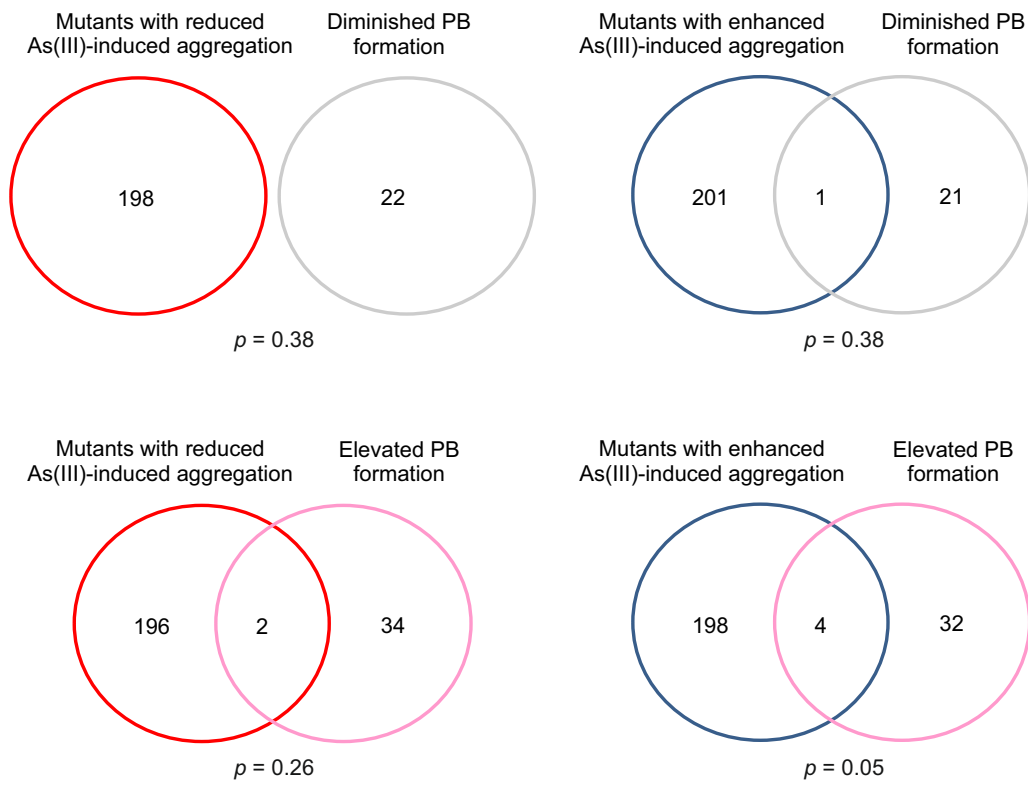 Mutants with reduced
As(III)-induced aggregation
Diminished PB
formation
198
22
p = 0.38
Mutants with enhanced
As(III)-induced aggregation
Diminished PB
formation
201
1
21
p = 0.38
Mutants with reduced
As(III)-induced aggregation
Elevated PB
formation
196
2
34
p = 0.26
Mutants with enhanced
As(III)-induced aggregation
Elevated PB
formation
198
4
32
p = 0.05